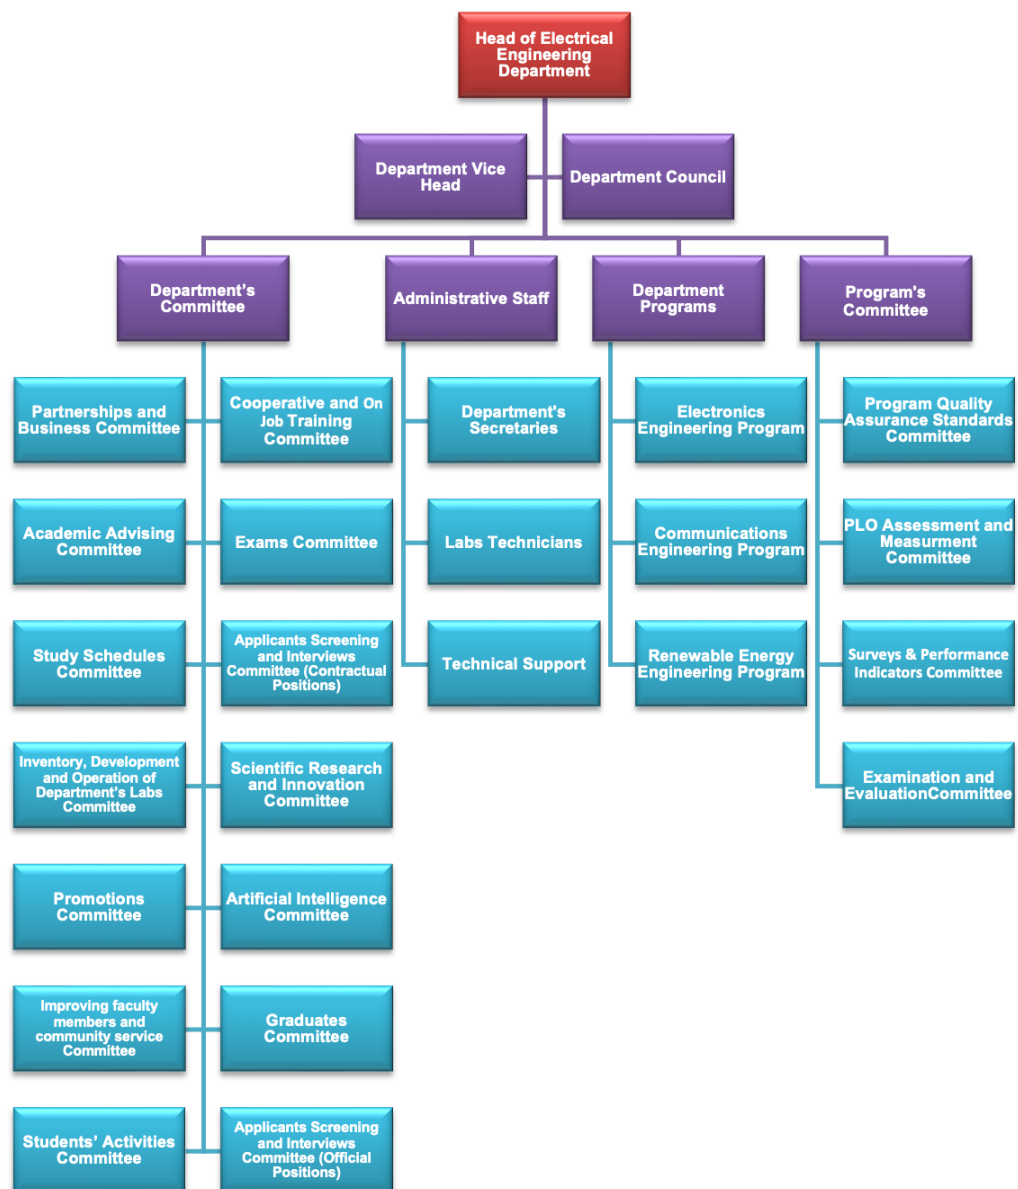 Head of Electrical
Engineering
Department
Department Vice
Head
Department Council
Department's
Committee
Administrative Staff
Department
Programs
Program's
Committee
Partnerships and
Business Committee
Cooperative and On
Job Training
Committee
Department's
Secretaries
Electronics
Engineering Program
Program Quality
Assurance Standards
Committee
Academic Advising
Committee
Exams Committee
Labs Technicians
Communications
Engineering Program
PLO Assessment and
Measurment
Committee
Study Schedules
Committee
Applicants Screening
and Interviews
Committee (Contractual
Positions)
Technical Support
Renewable Energy
Engineering Program
Surveys & Performance
Indicators Committee
Inventory, Development
and Operation of
Department's Labs
Committee
Scientific Research
and Innovation
Committee
Examination and
EvaluationCommittee
Promotions
Committee
Artificial Intelligence
Committee
Improving faculty
members and
community service
Committee
Graduates
Committee
Students' Activities
Committee
Applicants Screening
and Interviews
Committee (Official
Positions)